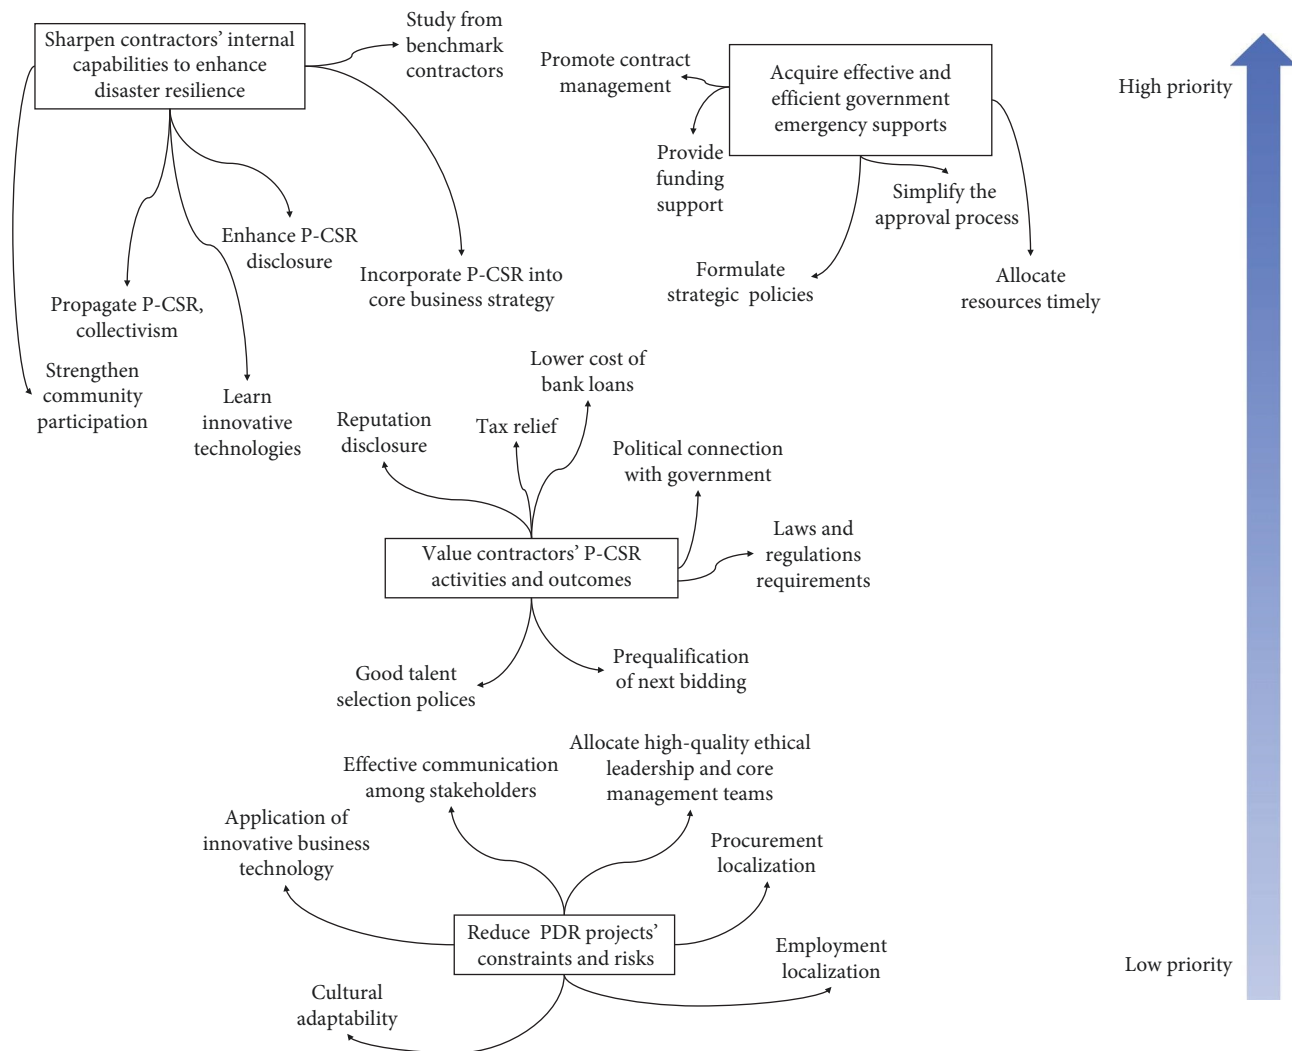 Sharpen contractors’ internal
capabilities to enhance
disaster resilience
Study from
benchmark
contractors
Enhance P-CSR
disclosure
Incorporate P-CSR into
core business strategy
Propagate P-CSR,
collectivism
Strengthen
community
participation
Learn
innovative
technologies
Acquire effective and
efficient government
emergency supports
Promote contract
management
Provide
funding
support
Simplify the
approval process
Formulate
strategic policies
Allocate
resources timely
High priority
Lower cost of
bank loans
Tax relief
Reputation
disclosure
Political connection
with government
Laws and
regulations
requirements
Value contractors’ P-CSR
activities and outcomes
Good talent
selection polices
Prequalification
of next bidding
Allocate high-quality ethical
leadership and core
management teams
Effective communication
among stakeholders
Application of
innovative business
technology
Procurement
localization
Reduce PDR projects’
constraints and risks
Employment
localization
Cultural
adaptability
Low priority